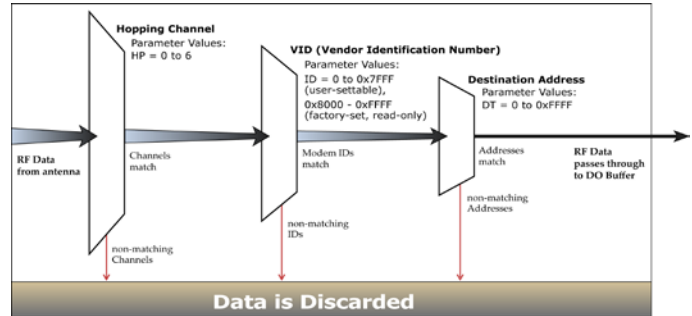 Hopping Channel
Parameter Values:
HP = 0 to 6
VID (Vendor Identification Number)
Parameter Values:
ID = 0 to 0x7FFF
(user-settable),
0x8000 - 0xFFFF
(factory-set, read-only)
Destination Address
Parameter Values:
DT = 0 to 0xFFFF
RF Data
from antenna
Channels
match
Modem IDs
match
Addresses
match
RF Data
passes through
to DO Buffer
non-matching
Channels
non-matching
IDs
non-matching
Addresses
Data is Discarded